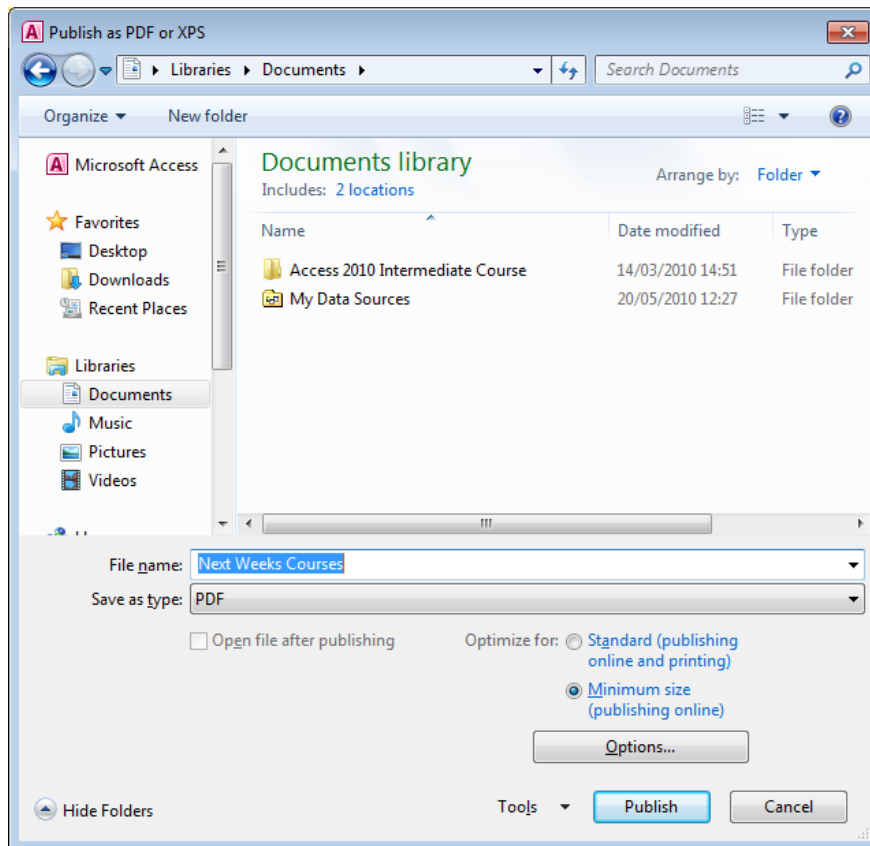 Publish as PDF or XPS
Libraries Documents
Search Documents
Organize New folder
Microsoft Access
Favorites
Desktop
Downloads
Recent Places
Libraries
Documents
Music
Pictures
Videos
Documents library
Includes: 2 locations
Arrange by: Folder
Name Date modified Type
Access 2010 Intermediate Course 14/03/2010 14:51 File folder
My Data Sources 20/05/2010 12:27 File folder
File name: Next Weeks Courses
Save as type: PDF
Open file after publishing
Optimize for: Standard (publishing
online and printing)
Minimum size
(publishing online)
Options...
Hide Folders
Tools Publish Cancel